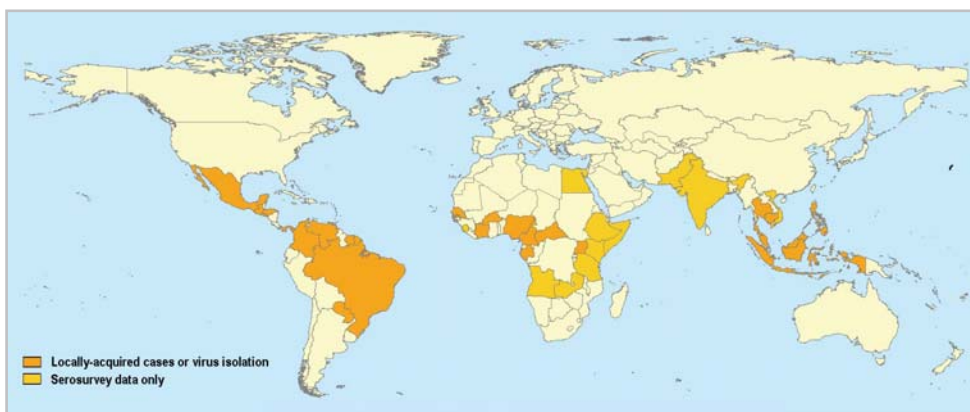 Locally-acquired cases or virus isolation
Serosurvey data only